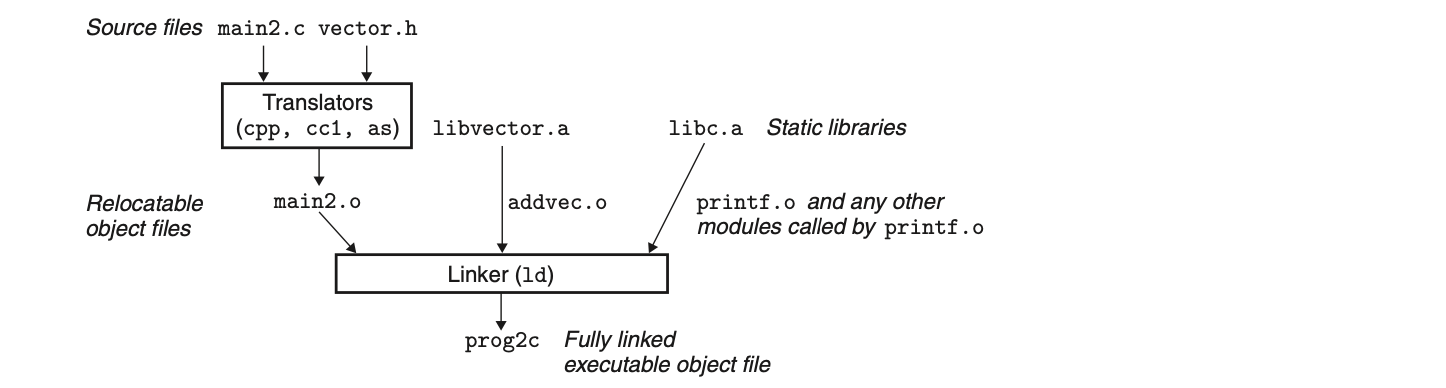 Source files main2.c vector.h
Translators
(cpp, cc1, as)
libvector.a
libc.a Static libraries
Relocatable
object files
main2.o
addvec.o
printf.o and any other
modules called by printf.o
Linker (ld)
prog2c
Fully linked
executable object file